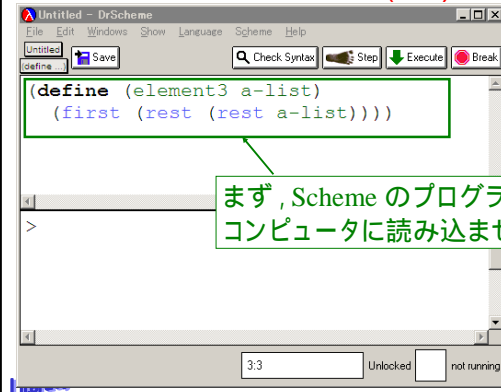 Untitled - DrScheme
File Edit Windows Show Language Scheme Help
Untitled
(define ...)
Save
Check Syntax
Step
Execute
Break
(define (element3 a-list)
(first (rest (rest a-list))))
まず , Scheme のプログラ
コンピュータに読み込ませ
>
3:3
Unlocked
not running